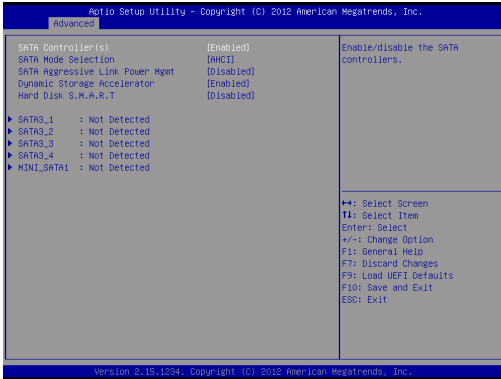 Aptio Setup Utility – Copyright (C) 2012 American Megatrends, Inc.
Advanced
SATA Controller(s) [Enabled]
SATA Mode Selection [AHCI]
SATA Aggressive Link Power Mgmt [Disabled]
Dynamic Storage Accelerator [Enabled]
Hard Disk S.M.A.R.T [Disabled]
SATA3_1 : Not Detected
SATA3_2 : Not Detected
SATA3_3 : Not Detected
SATA3_4 : Not Detected
MINI_SATA1 : Not Detected
Enable/disable the SATA
controllers.
↔: Select Screen
↑↓: Select Item
Enter: Select
+/-: Change Option
F1: General Help
F7: Discard Changes
F9: Load UEFI Defaults
F10: Save and Exit
ESC: Exit
Version 2.15.1234. Copyright (C) 2012 American Megatrends, Inc.